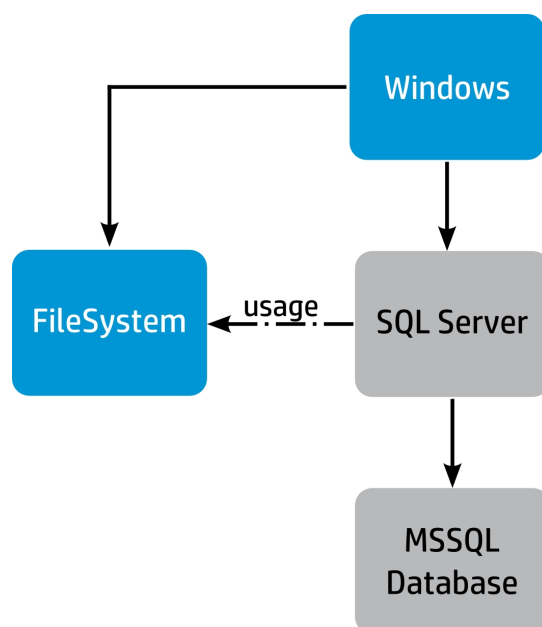 Windows
FileSystem
usage
SQL Server
MSSQL
Database